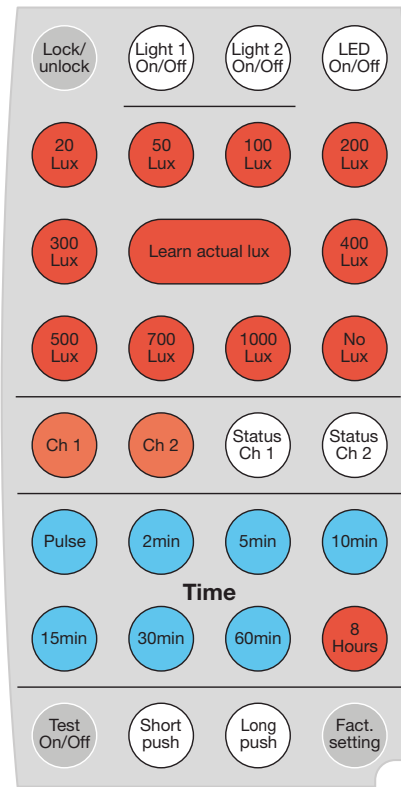 Lock/
unlock
Light 1
On/Off
Light 2
On/Off
LED
On/Off
20
Lux
50
Lux
100
Lux
200
Lux
300
Lux
Learn actual lux
400
Lux
500
Lux
700
Lux
1000
Lux
No
Lux
Ch 1
Ch 2
Status
Ch 1
Status
Ch 2
Pulse
2min
5min
10min
Time
15min
30min
60min
8
Hours
Test
On/Off
Short
push
Long
push
Fact.
setting